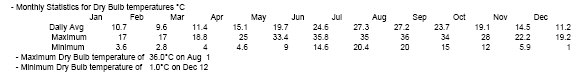 - Monthly Statistics for Dry Bulb temperatures °C
Jan Feb Mar Apr May Jun Jul Aug Sep Oct Nov Dec
Daily Avg 10.7 9.6 11.4 15.1 19.7 24.6 27.3 27.2 23.7 19.1 14.5 11.2
Maximum 17 17 18.8 25 33.4 35.8 35 36 34 28 22.2 19.2
Minimum 3.6 2.8 4 4.6 9 14.6 20.4 20 15 12 5.9 1
- Maximum Dry Bulb temperature of 36.0°C on Aug 1
- Minimum Dry Bulb temperature of 1.0°C on Dec 12